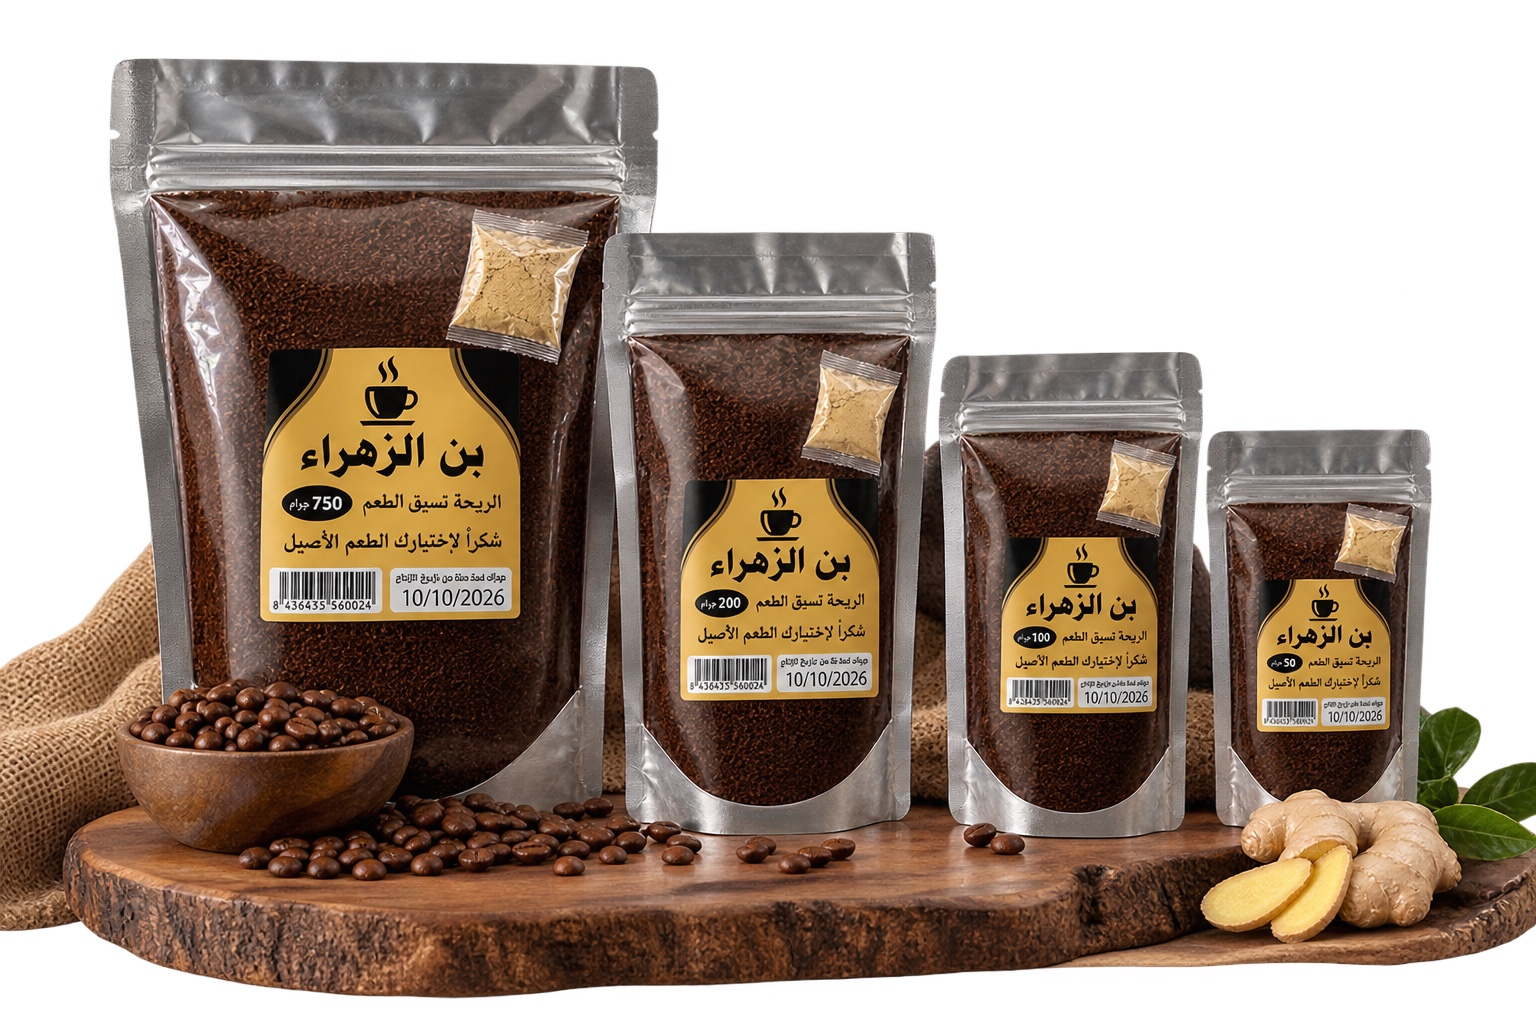 بن الزهراء
الريحة تسبق الطعم 750 جرام
شكراً لإختيارك الطعم الأصيل
8 436435 560024
10/10/2026
بن الزهراء
الريحة تسبق الطعم 200 جرام
شكراً لإختيارك الطعم الأصيل
8 436435 560024
10/10/2026
بن الزهراء
الريحة تسبق الطعم 100 جرام
شكراً لإختيارك الطعم الأصيل
10/10/2026
بن الزهراء
الريحة تسبق الطعم 50 جرام
شكراً لإختيارك الطعم الأصيل
10/10/2026